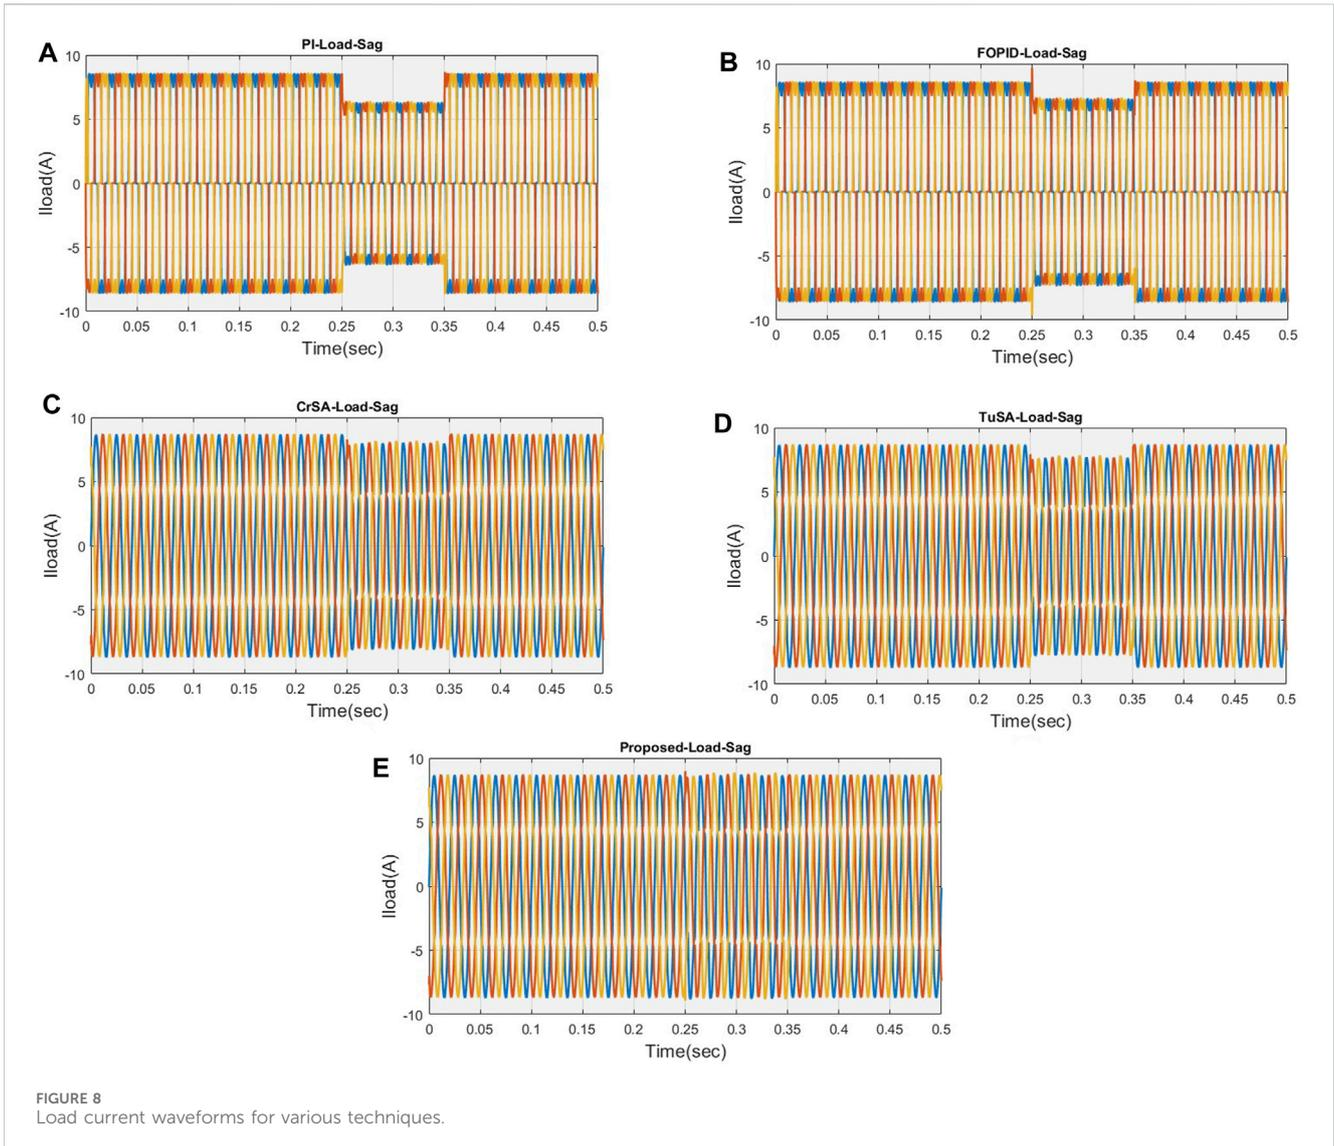 A
PI-Load-Sag
10
5
0
-5
-10
Iload(A)
0 0.05 0.1 0.15 0.2 0.25 0.3 0.35 0.4 0.45 0.5
Time(sec)
B
FOPID-Load-Sag
10
5
0
-5
-10
Iload(A)
0 0.05 0.1 0.15 0.2 0.25 0.3 0.35 0.4 0.45 0.5
Time(sec)
C
CrSA-Load-Sag
10
5
0
-5
-10
Iload(A)
0 0.05 0.1 0.15 0.2 0.25 0.3 0.35 0.4 0.45 0.5
Time(sec)
D
TuSA-Load-Sag
10
5
0
-5
-10
Iload(A)
0 0.05 0.1 0.15 0.2 0.25 0.3 0.35 0.4 0.45 0.5
Time(sec)
E
Proposed-Load-Sag
10
5
0
-5
-10
Iload(A)
0 0.05 0.1 0.15 0.2 0.25 0.3 0.35 0.4 0.45 0.5
Time(sec)
FIGURE 8
Load current waveforms for various techniques.